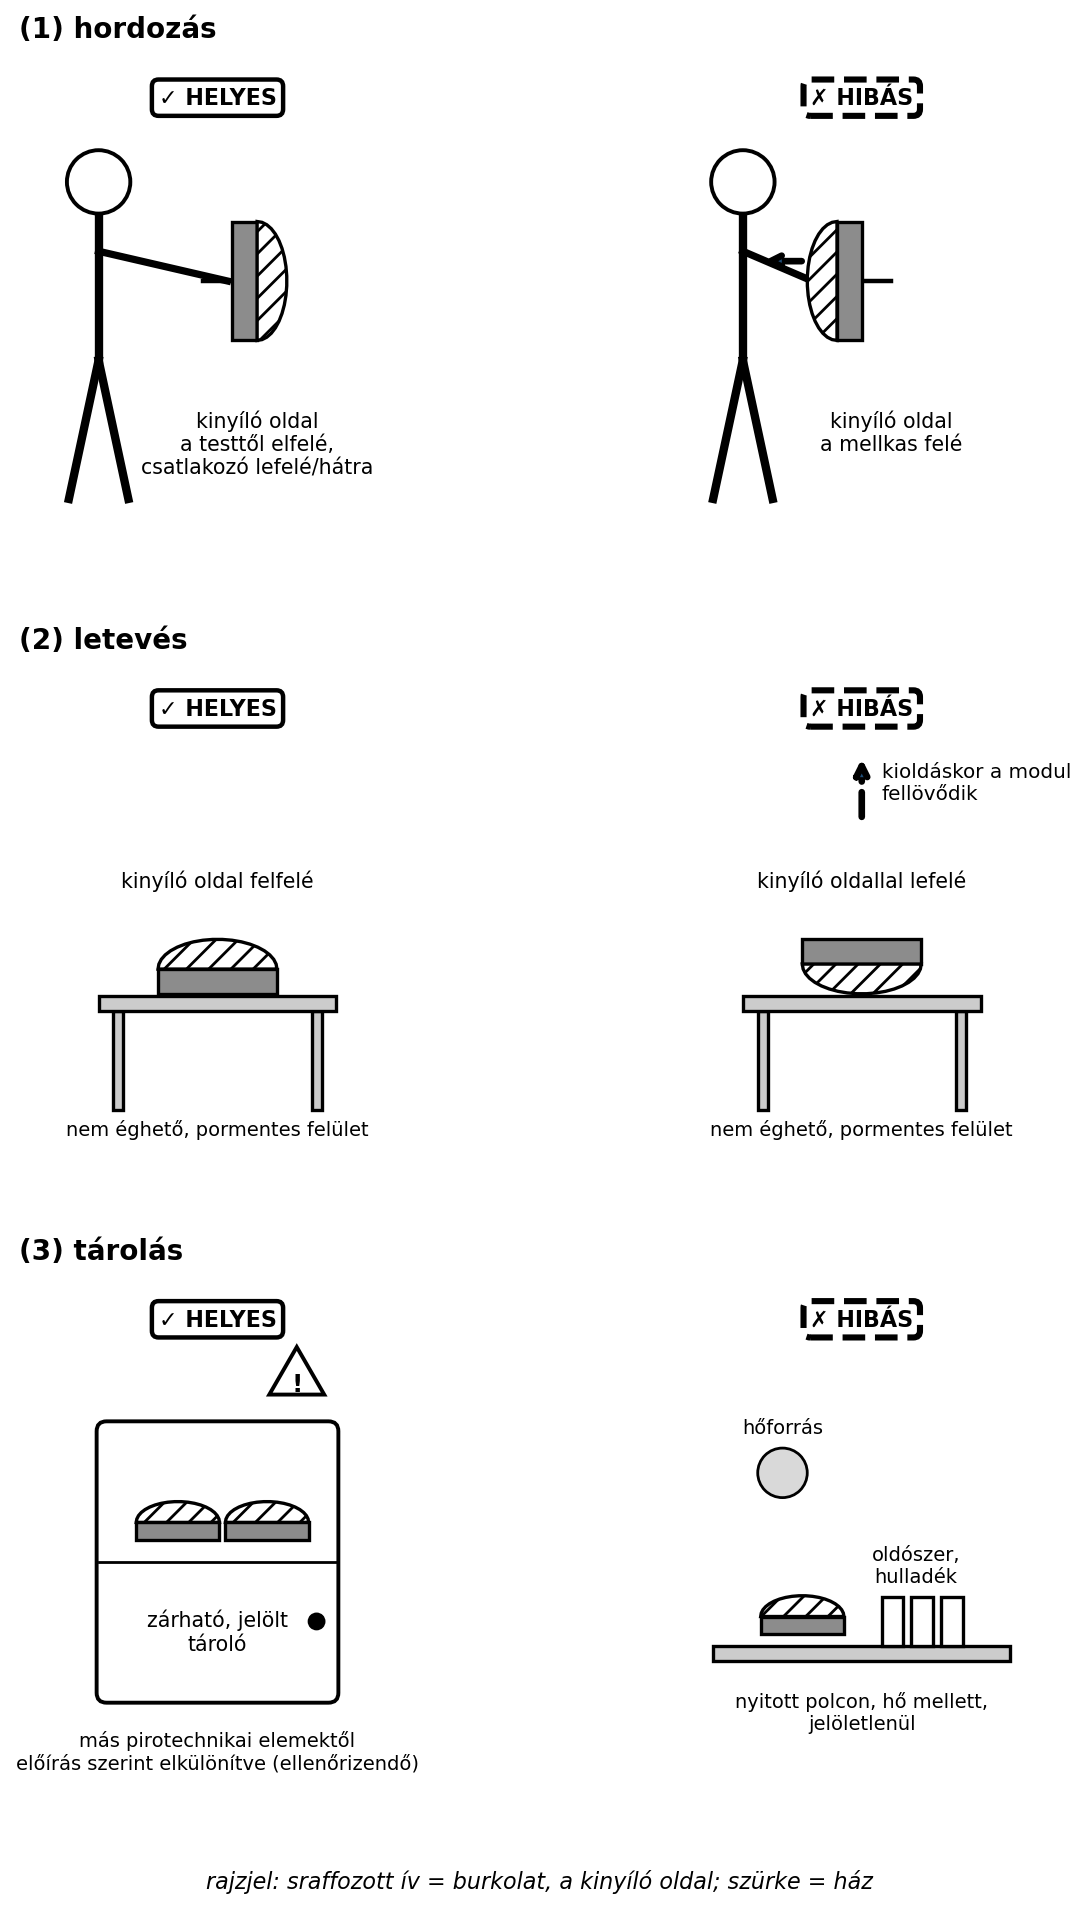 (1) hordozás
✓ HELYES
✗ HIBÁS
kinyíló oldal
a testtől elfelé,
csatlakozó lefelé/hátra
kinyíló oldal
a mellkas felé
(2) letevés
✓ HELYES
✗ HIBÁS
kioldáskor a modul
fellövődik
kinyíló oldal felfelé
kinyíló oldallal lefelé
nem éghető, pormentes felület
nem éghető, pormentes felület
(3) tárolás
✓ HELYES
✗ HIBÁS
!
zárható, jelölt
tároló
más pirotechnikai elemektől
előírás szerint elkülönítve (ellenőrizendő)
hőforrás
oldószer,
hulladék
nyitott polcon, hő mellett,
jelöletlenül
rajzjel: sraffozott ív = burkolat, a kinyíló oldal; szürke = ház